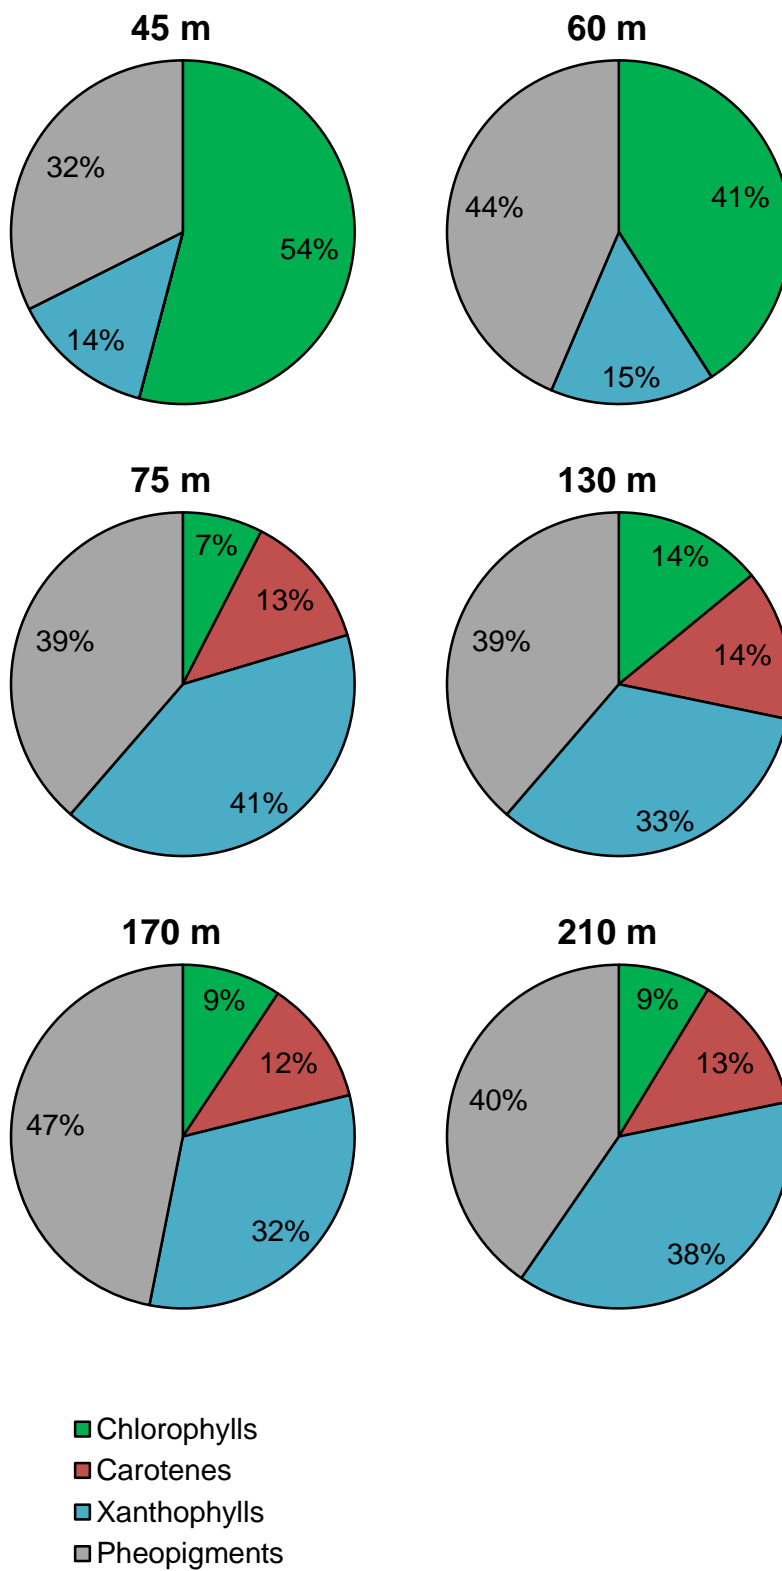 45 m
60 m
32%
54%
14%
44%
41%
15%
75 m
130 m
7%
13%
39%
41%
14%
14%
39%
33%
170 m
210 m
9%
12%
47%
32%
9%
13%
40%
38%
Chlorophylls
Carotenes
Xanthophylls
Pheopigments